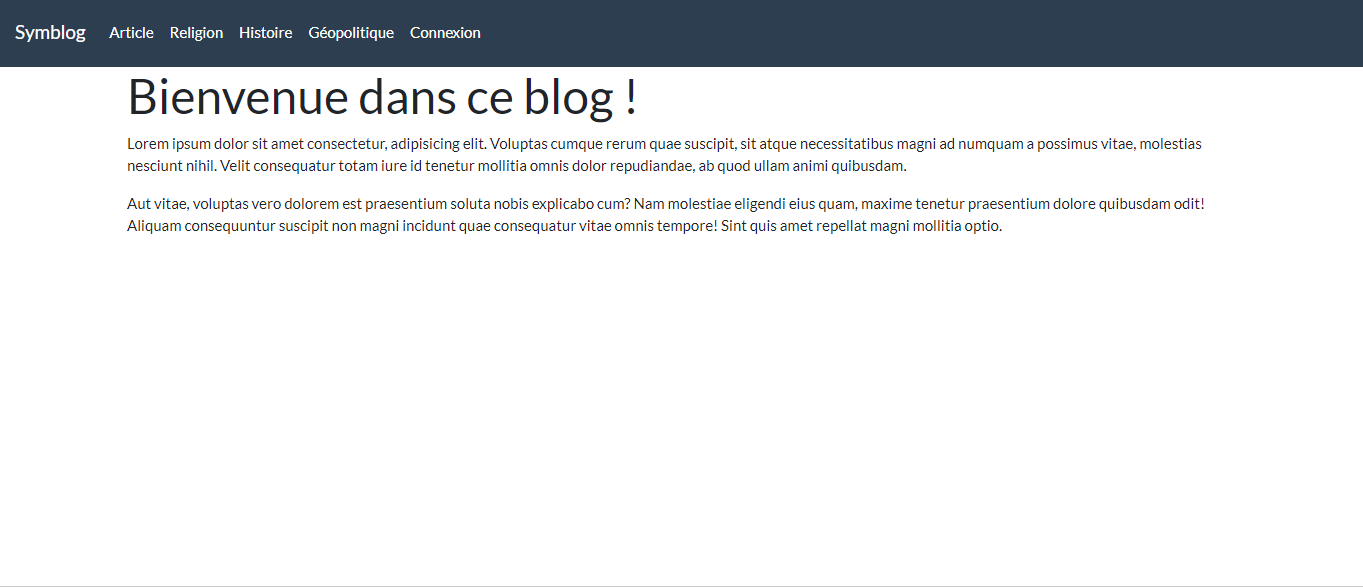 Symblog Article Religion Histoire Géopolitique Connexion
Bienvenue dans ce blog !
Lorem ipsum dolor sit amet consectetur, adipisicing elit. Voluptas cumque rerum quae suscipit, sit atque necessitatibus magni ad numquam a possimus vitae, molestias
nesciunt nihil. Velit consequatur totam iure id tenetur mollitia omnis dolor repudiandae, ab quod ullam animi quibusdam.
Aut vitae, voluptas vero dolorem est praesentium soluta nobis explicabo cum? Nam molestiae eligendi eius quam, maxime tenetur praesentium dolore quibusdam odit!
Aliquam consequuntur suscipit non magni incidunt quae consequatur vitae omnis tempore! Sint quis amet repellat magni mollitia optio.